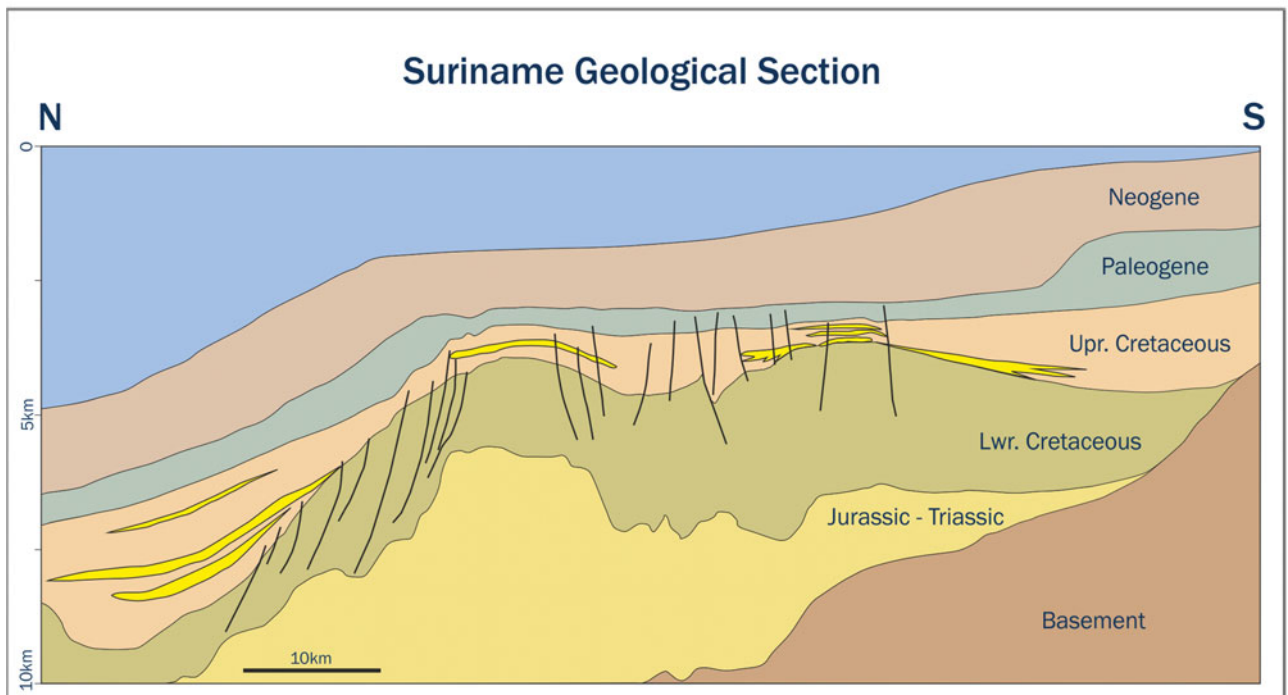 Suriname Geological Section
N
S
0
Neogene
Paleogene
Upr. Cretaceous
5km
Lwr. Cretaceous
Jurassic - Triassic
Basement
10km
10km